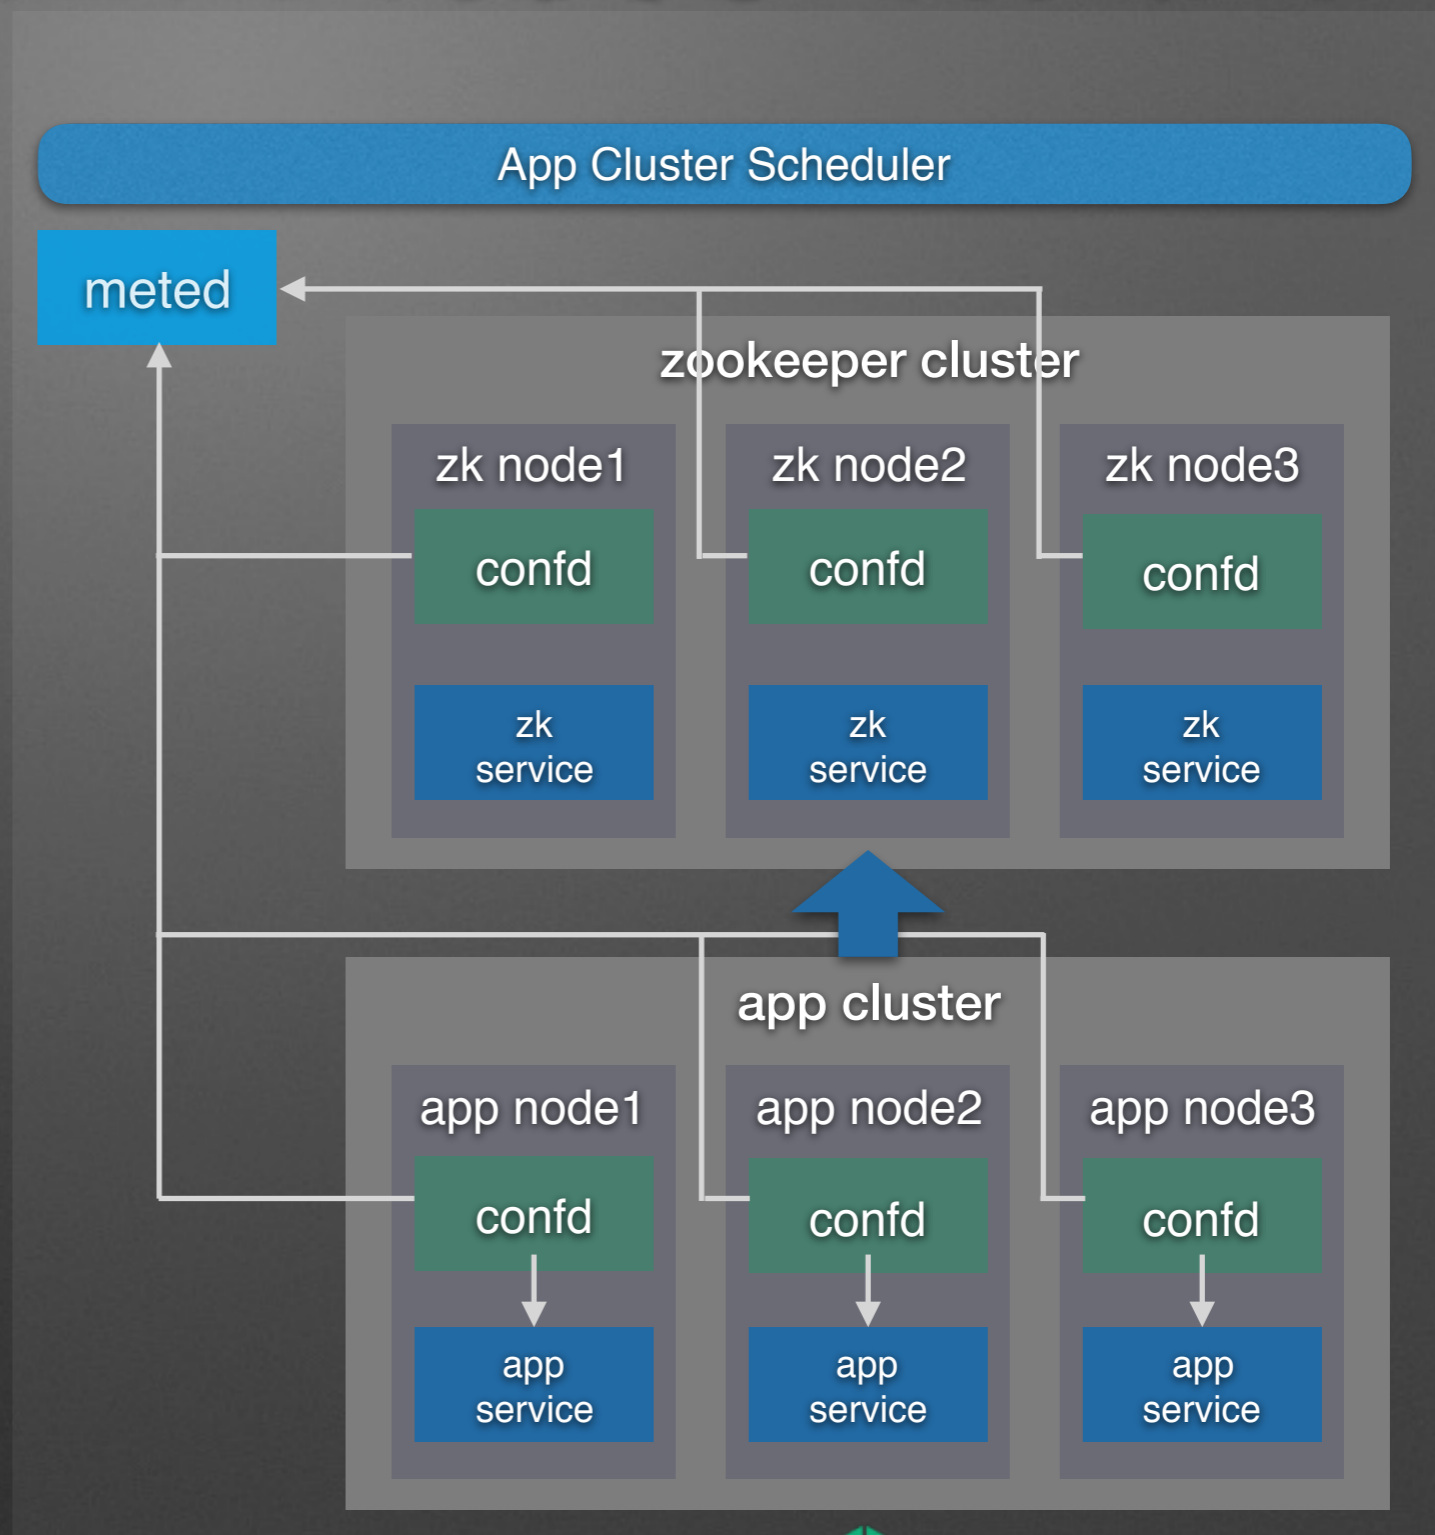 App Cluster Scheduler
meted
zookeeper cluster
zk node1
zk node2
zk node3
confd
confd
confd
zk
service
zk
service
zk
service
app cluster
app node1
app node2
app node3
confd
confd
confd
app
service
app
service
app
service